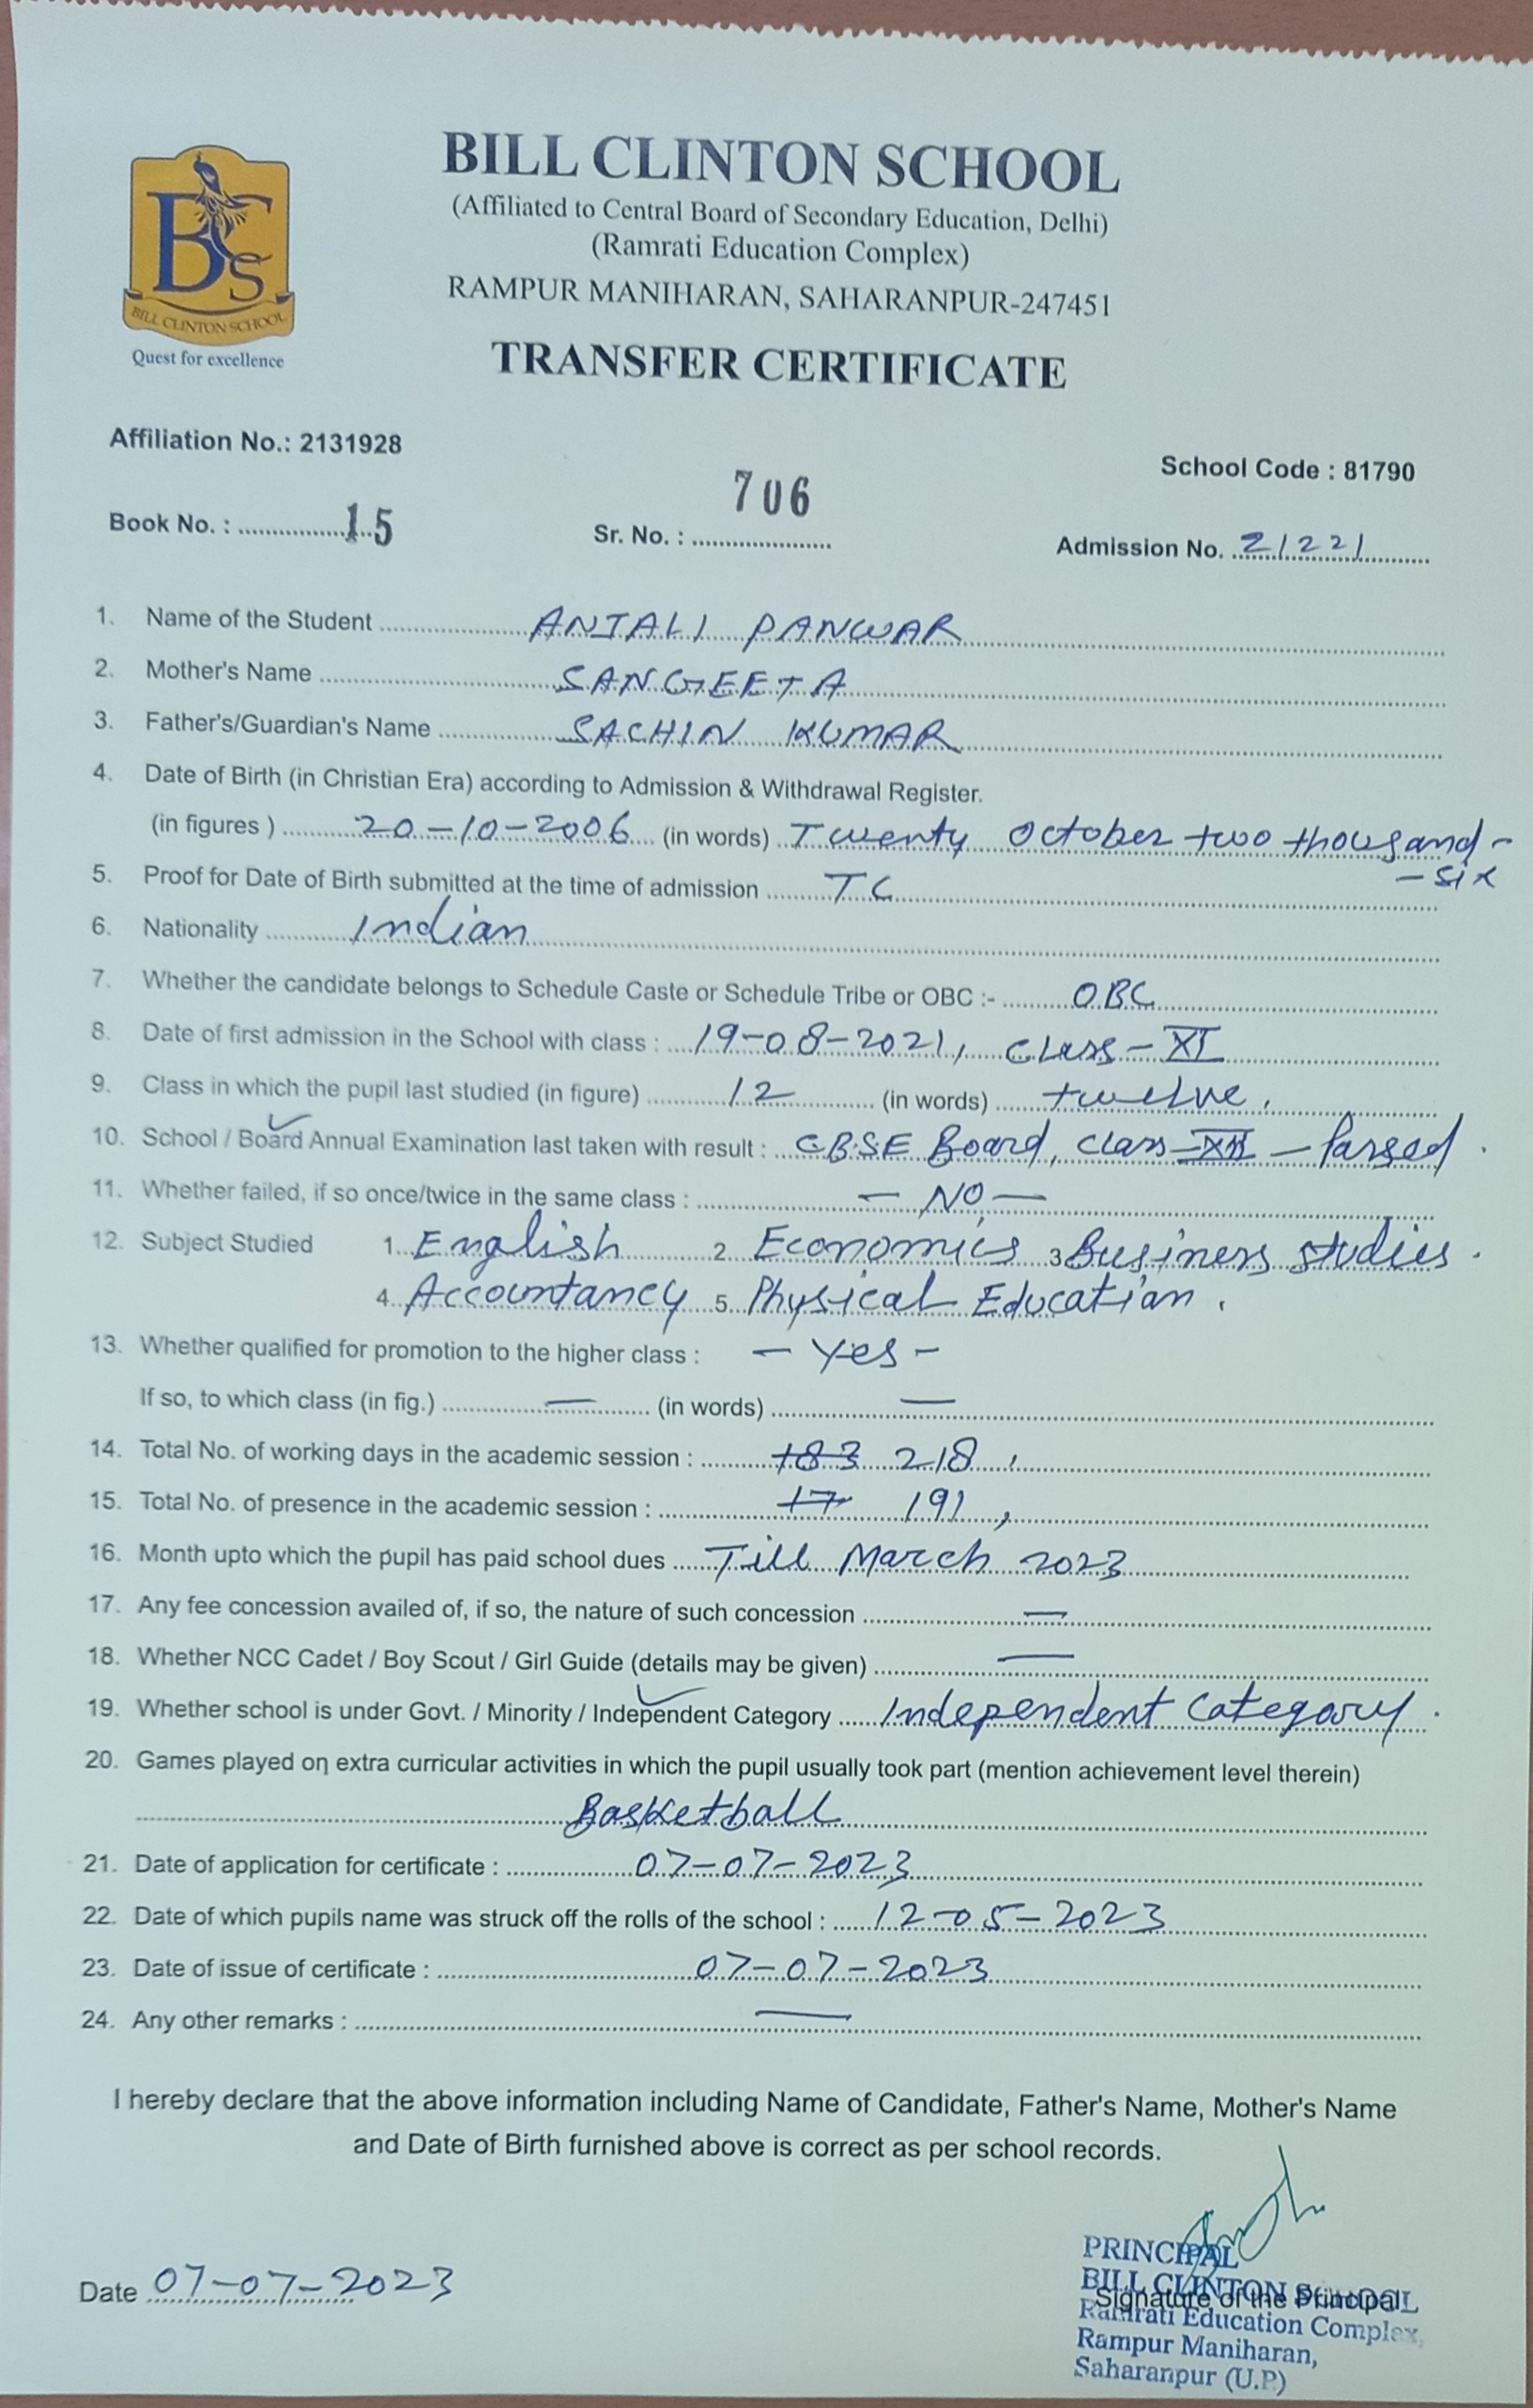 BILL CLINTON SCHOOL
(Affiliated to Central Board of Secondary Education, Delhi)
(Ramrati Education Complex)
RAMPUR MANIHARAN, SAHARANPUR-247451
BCS
BILL CLINTON SCHOOL
Quest for excellence
TRANSFER CERTIFICATE
Affiliation No.: 2131928
School Code : 81790
Book No. : 15 Sr. No. : 706 Admission No. 21221
1. Name of the Student ANJALI PANWAR
2. Mother's Name SANGEETA
3. Father's/Guardian's Name SACHIN KUMAR
4. Date of Birth (in Christian Era) according to Admission & Withdrawal Register.
(in figures ) 20-10-2006 (in words) Twenty October two thousand-
-six
5. Proof for Date of Birth submitted at the time of admission TC
6. Nationality Indian
7. Whether the candidate belongs to Schedule Caste or Schedule Tribe or OBC :- OBC
8. Date of first admission in the School with class : 19-08-2021, class-XI
9. Class in which the pupil last studied (in figure) 12 (in words) twelve.
10. School / Board Annual Examination last taken with result : CBSE Board, class-XII - Passed.
11. Whether failed, if so once/twice in the same class : - NO -
12. Subject Studied 1. English 2. Economics 3 Business studies.
4. Accountancy 5. Physical Education.
13. Whether qualified for promotion to the higher class : - Yes -
If so, to which class (in fig.) — (in words) —
14. Total No. of working days in the academic session : 183 218,
15. Total No. of presence in the academic session : 17 191,
16. Month upto which the pupil has paid school dues Till March 2023
17. Any fee concession availed of, if so, the nature of such concession —
18. Whether NCC Cadet / Boy Scout / Girl Guide (details may be given) —
19. Whether school is under Govt. / Minority / Independent Category Independent Category.
20. Games played on extra curricular activities in which the pupil usually took part (mention achievement level therein)
Basketball
21. Date of application for certificate : 07-07-2023
22. Date of which pupils name was struck off the rolls of the school : 12-05-2023
23. Date of issue of certificate : 07-07-2023
24. Any other remarks : —
I hereby declare that the above information including Name of Candidate, Father's Name, Mother's Name
and Date of Birth furnished above is correct as per school records.
Date 07-07-2023
PRINCIPAL
BILL CLINTON SCHOOL
Signature of the Principal
Ramrati Education Complex,
Rampur Maniharan,
Saharanpur (U.P.)